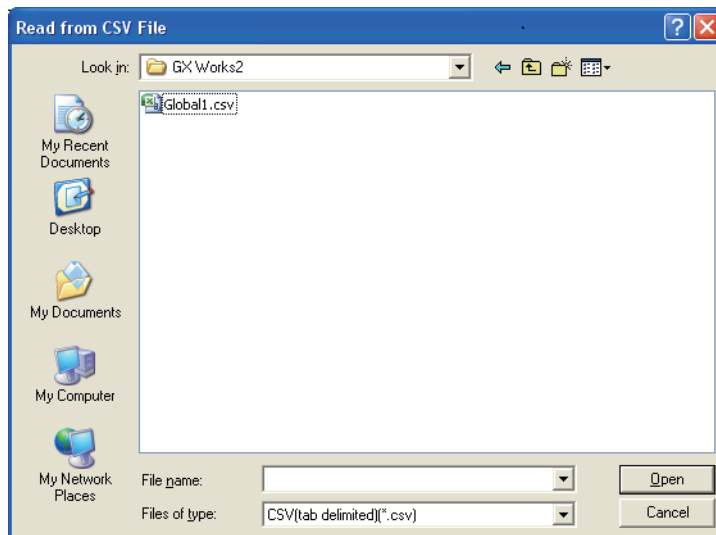 Read from CSV File
Look in: GX Works2
Global1.csv
My Recent
Documents
Desktop
My Documents
My Computer
My Network
Places
File name:
Open
Files of type: CSV(tab delimited)(*.csv)
Cancel